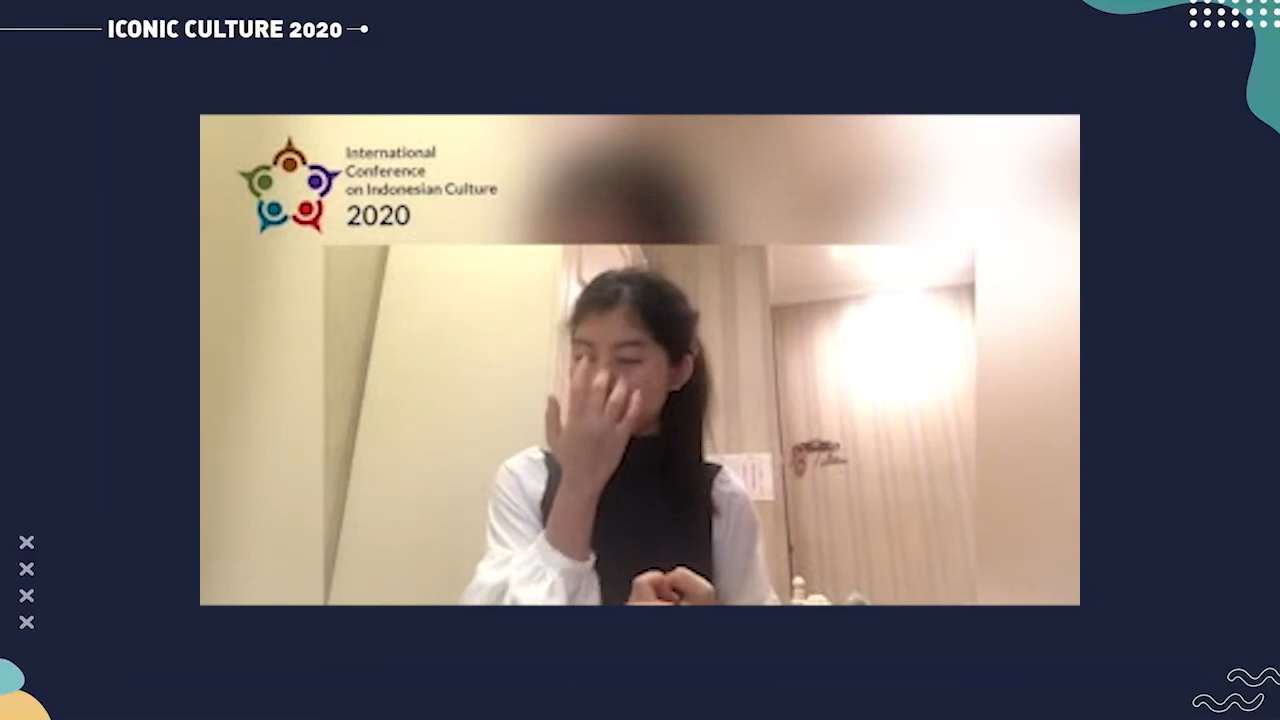 ICONIC CULTURE 2020
International
Conference
on Indonesian Culture
2020